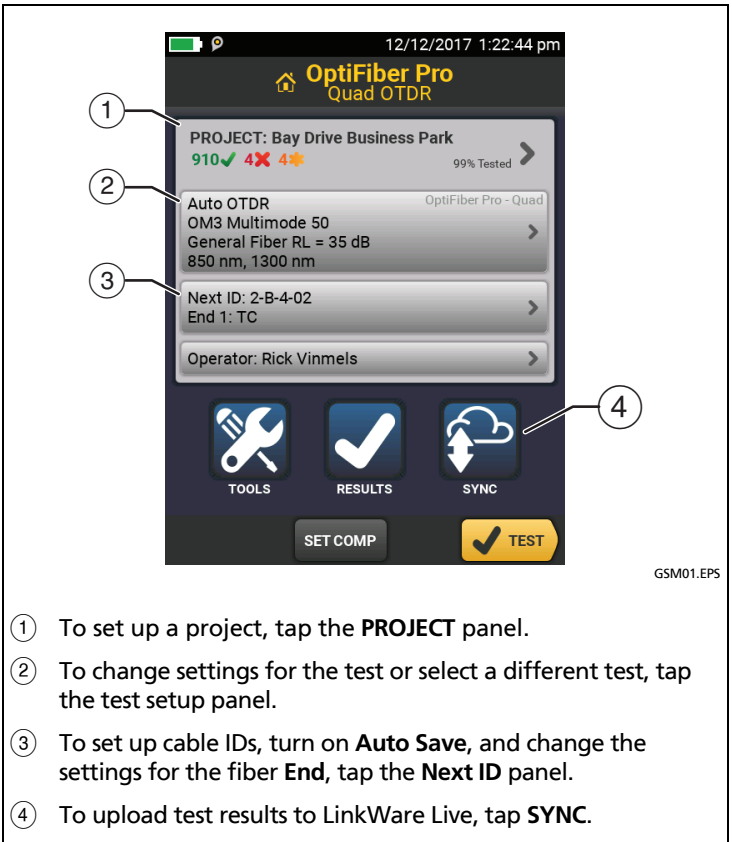 12/12/2017 1:22:44 pm
OptiFiber Pro
Quad OTDR
1
PROJECT: Bay Drive Business Park
910✓ 4✖ 4✱
99% Tested
2
Auto OTDR
OptiFiber Pro - Quad
OM3 Multimode 50
General Fiber RL = 35 dB
850 nm, 1300 nm
3
Next ID: 2-B-4-02
End 1: TC
Operator: Rick Vinmels
4
TOOLS
RESULTS
SYNC
SET COMP
TEST
GSM01.EPS
① To set up a project, tap the PROJECT panel.
② To change settings for the test or select a different test, tap
the test setup panel.
③ To set up cable IDs, turn on Auto Save, and change the
settings for the fiber End, tap the Next ID panel.
④ To upload test results to LinkWare Live, tap SYNC.